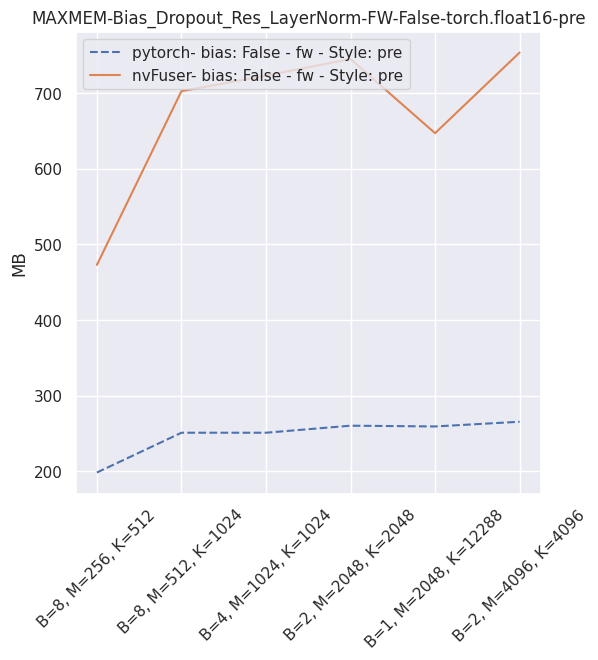 MAXMEM-Bias_Dropout_Res_LayerNorm-FW-False-torch.float16-pre
pytorch- bias: False - fw - Style: pre
nvFuser- bias: False - fw - Style: pre
700
600
500
400
300
200
MB
B=8, M=256, K=512
B=8, M=512, K=1024
B=4, M=1024, K=1024
B=2, M=2048, K=2048
B=1, M=2048, K=12288
B=2, M=4096, K=4096